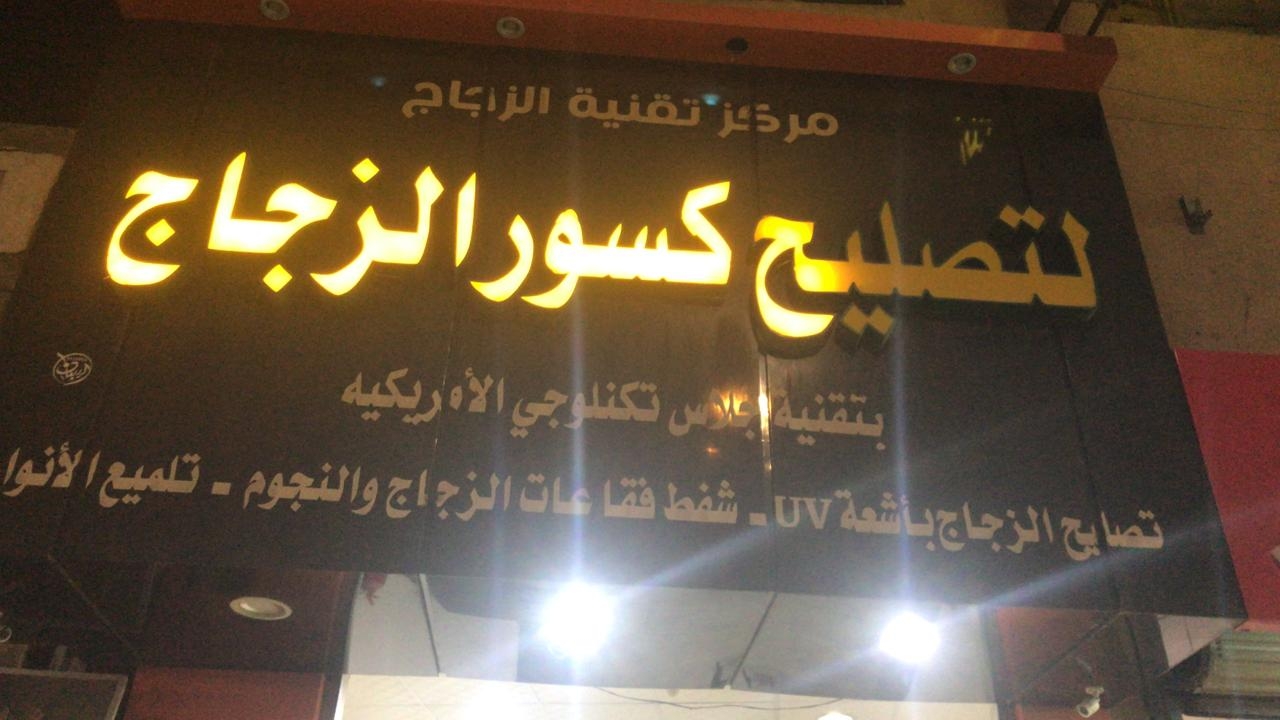 مركز تقنية الزجاج
لتصليح كسور الزجاج
بتقنية جلاس تكنلوجي الأمريكيه
تصليح الزجاج بأشعة UV - شفط فقاعات الزجاج والنجوم - تلميع الأنوا